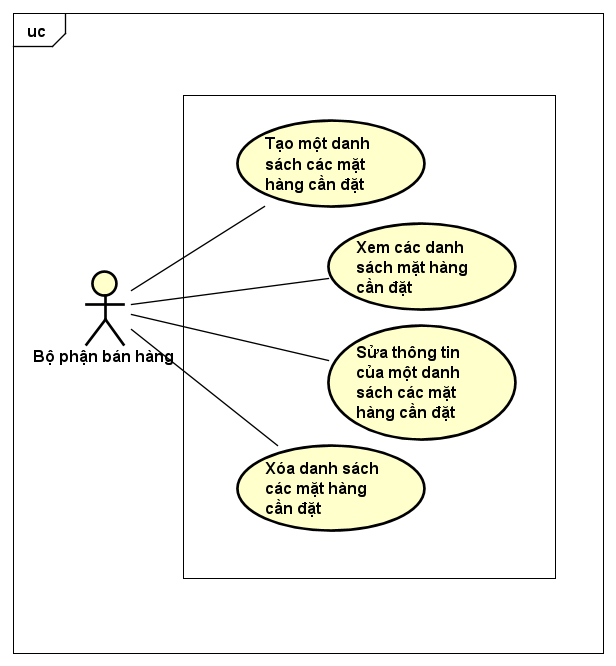 uc
Tạo một danh
sách các mặt
hàng cần đặt
Xem các danh
sách mặt hàng
cần đặt
Bộ phận bán hàng
Sửa thông tin
của một danh
sách các mặt
hàng cần đặt
Xóa danh sách
các mặt hàng
cần đặt